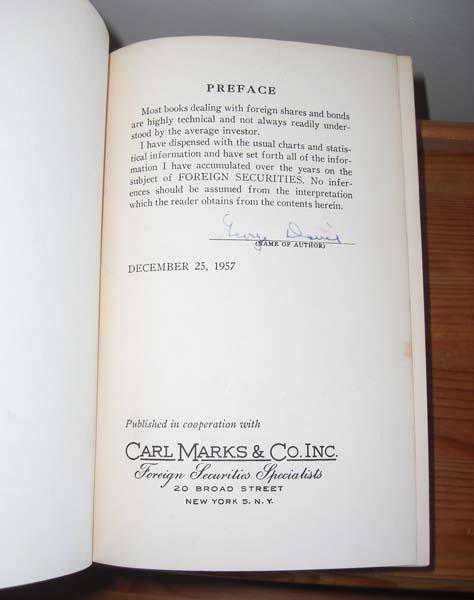 PREFACE
Most books dealing with foreign shares and bonds
are highly technical and not always readily under-
stood by the average investor.
I have dispensed with the usual charts and statis-
tical information and have set forth all of the infor-
mation I have accumulated over the years on the
subject of FOREIGN SECURITIES. No infer-
ences should be assumed from the interpretation
which the reader obtains from the contents herein.
George Davis
(NAME OF AUTHOR)
DECEMBER 25, 1957
Published in cooperation with
CARL MARKS & CO. INC.
Foreign Securities Specialists
20 BROAD STREET
NEW YORK 5, N. Y.